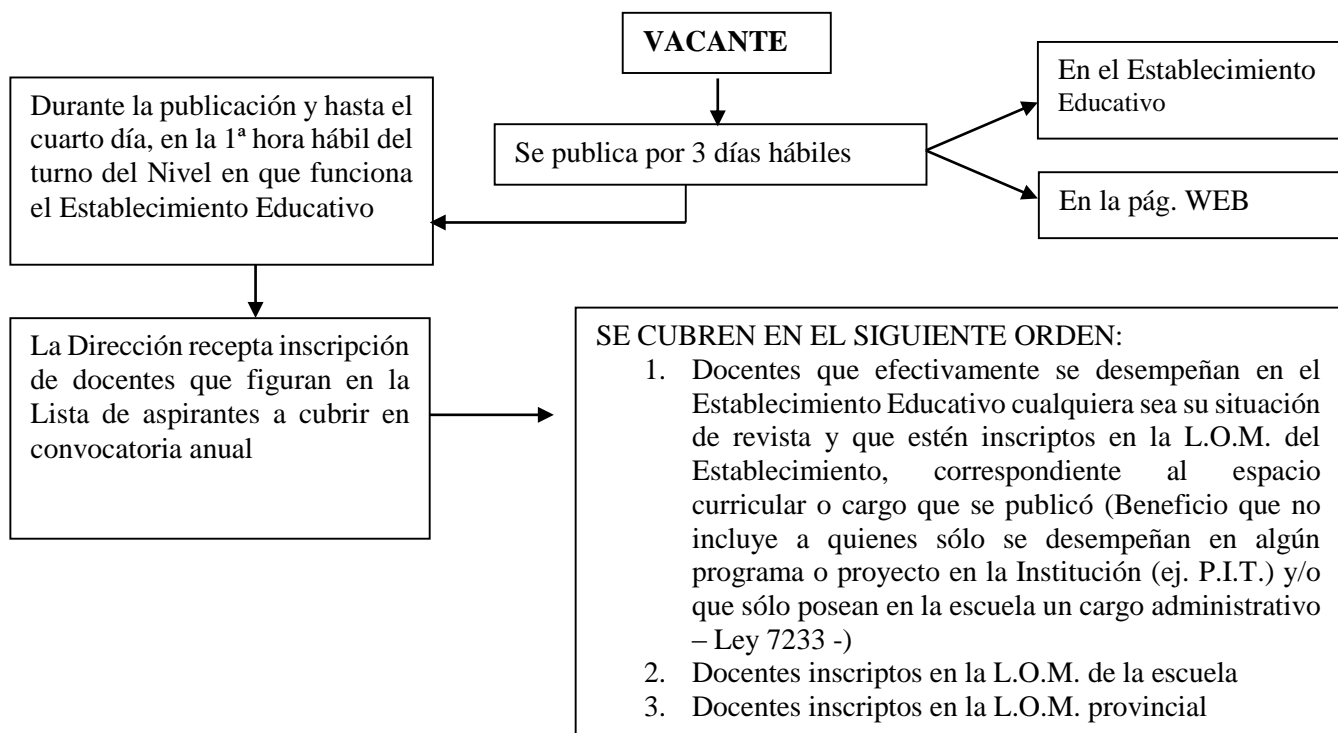 VACANTE
Se publica por 3 días hábiles
En el Establecimiento
Educativo
En la pág. WEB
Durante la publicación y hasta el
cuarto día, en la 1ª hora hábil del
turno del Nivel en que funciona
el Establecimiento Educativo
La Dirección recepta inscripción
de docentes que figuran en la
Lista de aspirantes a cubrir en
convocatoria anual
SE CUBREN EN EL SIGUIENTE ORDEN:
1. Docentes que efectivamente se desempeñan en el
Establecimiento Educativo cualquiera sea su situación
de revista y que estén inscriptos en la L.O.M. del
Establecimiento, correspondiente al espacio
curricular o cargo que se publicó (Beneficio que no
incluye a quienes sólo se desempeñan en algún
programa o proyecto en la Institución (ej. P.I.T.) y/o
que sólo posean en la escuela un cargo administrativo
– Ley 7233 -)
2. Docentes inscriptos en la L.O.M. de la escuela
3. Docentes inscriptos en la L.O.M. provincial